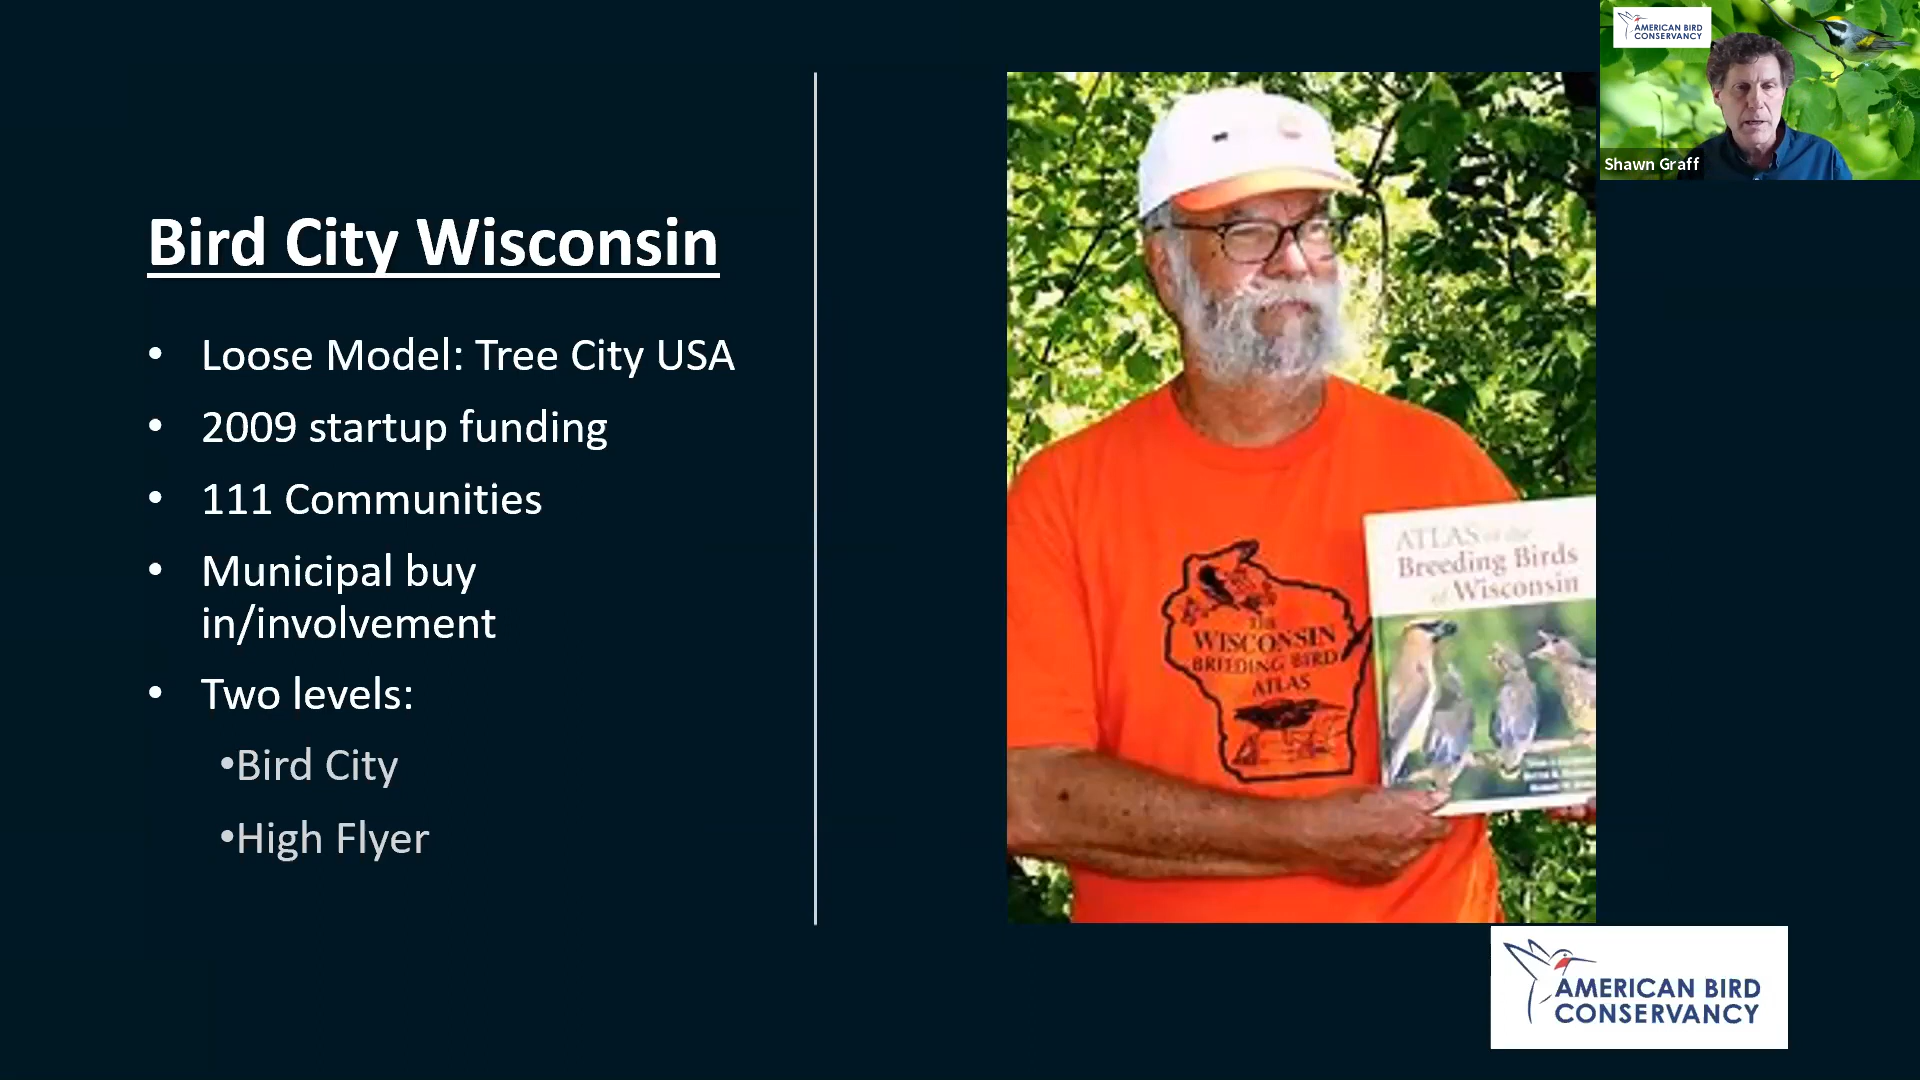 Bird City Wisconsin
• Loose Model: Tree City USA
• 2009 startup funding
• 111 Communities
• Municipal buy
in/involvement
• Two levels:
•Bird City
•High Flyer
THE
WISCONSIN
BREEDING BIRD
ATLAS
ATLAS of the
Breeding Birds
of Wisconsin
AMERICAN BIRD
CONSERVANCY
Shawn Graff
AMERICAN BIRD
CONSERVANCY